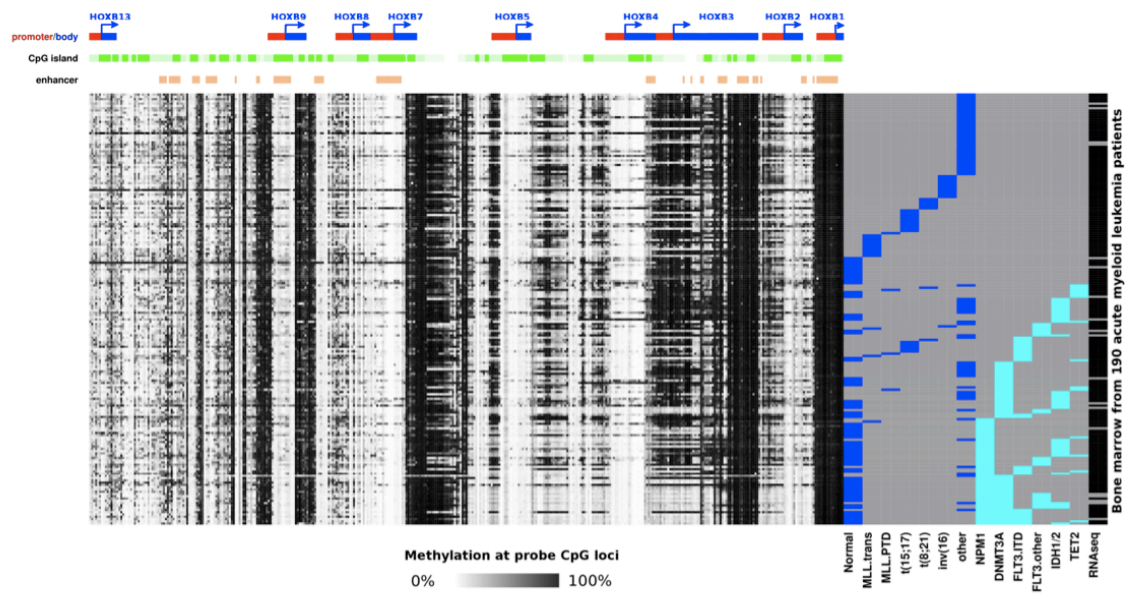 HOXB13 HOXB9 HOXB8 HOXB7 HOXB5 HOXB4 HOXB3 HOXB2 HOXB1
promoter/body
CpG island
enhancer
Bone marrow from 190 acute myeloid leukemia patients
Normal
MLL.trans
MLL.PTD
t(15;17)
t(8;21)
inv(16)
other
NPM1
DNMT3A
FLT3.ITD
FLT3.other
IDH1/2
TET2
RNAseq
Methylation at probe CpG loci
0% 100%